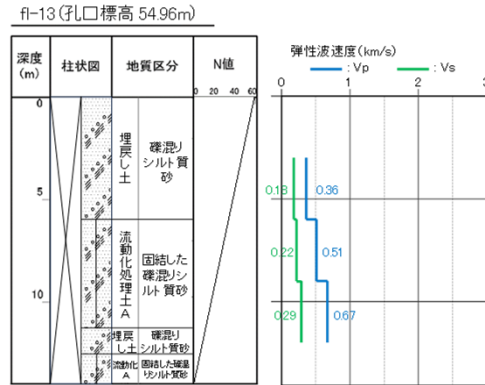 fl-13(孔口標高 54.96m)
深度
(m)
柱状図
地質区分
N値
0 20 40 60
0
5
10
埋戻し土
礫混り
シルト質
砂
流動化処理土A
固結した
礫混りシ
ルト質砂
埋戻
し土
礫混り
シルト質砂
流動化
A
固結した礫混
りシルト質砂
弾性波速度(km/s)
: Vp
: Vs
0
1
2
3
0.18
0.36
0.22
0.51
0.29
0.67